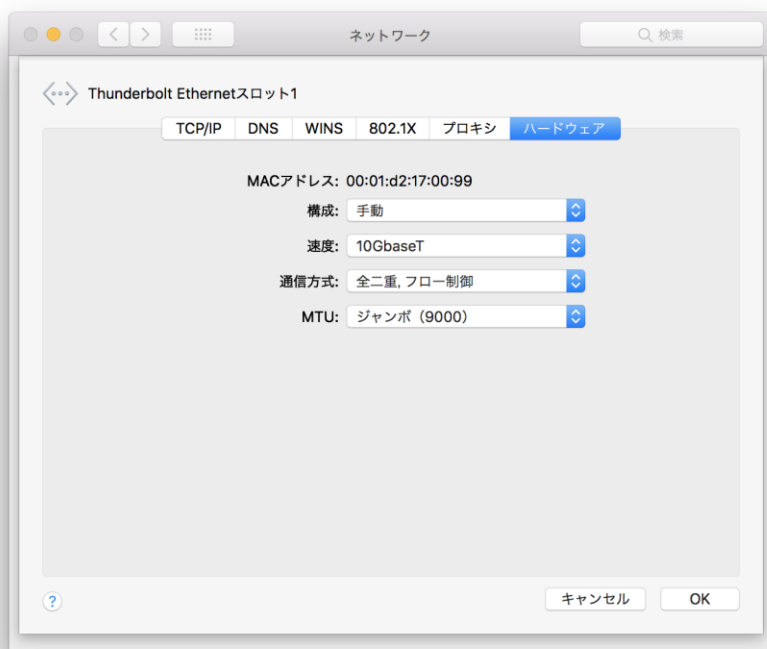 ネットワーク
検索
Thunderbolt Ethernetスロット1
TCP/IP DNS WINS 802.1X プロキシ ハードウェア
MACアドレス: 00:01:d2:17:00:99
構成: 手動
速度: 10GbaseT
通信方式: 全二重, フロー制御
MTU: ジャンボ（9000）
? キャンセル OK